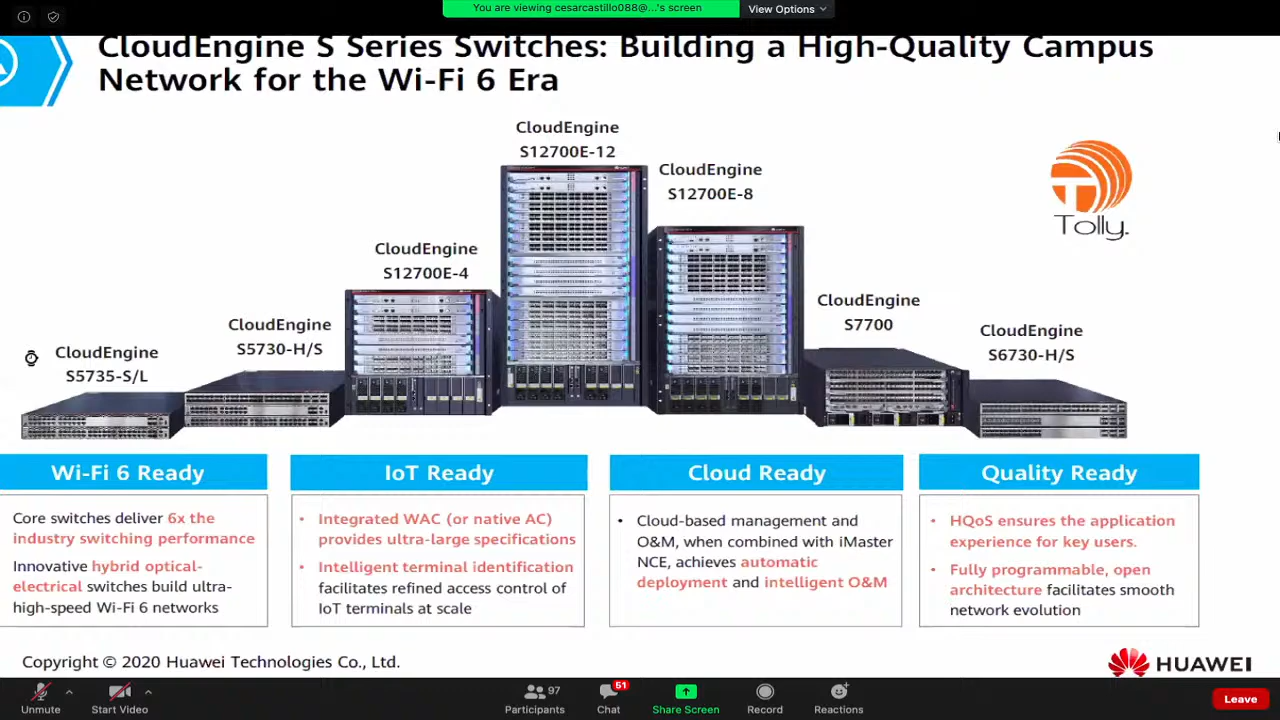 You are viewing cesarcastillo088@...'s screen
View Options
CloudEngine S Series Switches: Building a High-Quality Campus
Network for the Wi-Fi 6 Era
CloudEngine
S12700E-12
CloudEngine
S12700E-8
Tolly.
CloudEngine
S12700E-4
CloudEngine
S7700
CloudEngine
S5730-H/S
CloudEngine
S6730-H/S
CloudEngine
S5735-S/L
Wi-Fi 6 Ready
Core switches deliver 6x the
industry switching performance
Innovative hybrid optical-
electrical switches build ultra-
high-speed Wi-Fi 6 networks
IoT Ready
• Integrated WAC (or native AC)
provides ultra-large specifications
• Intelligent terminal identification
facilitates refined access control of
IoT terminals at scale
Cloud Ready
• Cloud-based management and
O&M, when combined with iMaster
NCE, achieves automatic
deployment and intelligent O&M
Quality Ready
• HQoS ensures the application
experience for key users.
• Fully programmable, open
architecture facilitates smooth
network evolution
Copyright © 2020 Huawei Technologies Co., Ltd.
HUAWEI
Unmute
Start Video
97
Participants
51
Chat
Share Screen
Record
Reactions
Leave